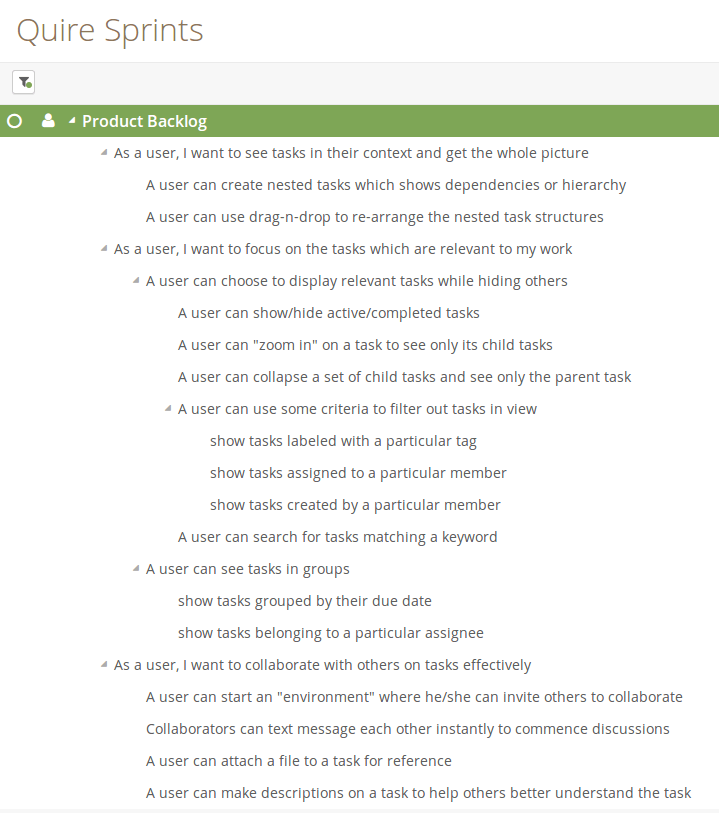 Quire Sprints
Product Backlog
As a user, I want to see tasks in their context and get the whole picture
A user can create nested tasks which shows dependencies or hierarchy
A user can use drag-n-drop to re-arrange the nested task structures
As a user, I want to focus on the tasks which are relevant to my work
A user can choose to display relevant tasks while hiding others
A user can show/hide active/completed tasks
A user can "zoom in" on a task to see only its child tasks
A user can collapse a set of child tasks and see only the parent task
A user can use some criteria to filter out tasks in view
show tasks labeled with a particular tag
show tasks assigned to a particular member
show tasks created by a particular member
A user can search for tasks matching a keyword
A user can see tasks in groups
show tasks grouped by their due date
show tasks belonging to a particular assignee
As a user, I want to collaborate with others on tasks effectively
A user can start an "environment" where he/she can invite others to collaborate
Collaborators can text message each other instantly to commence discussions
A user can attach a file to a task for reference
A user can make descriptions on a task to help others better understand the task